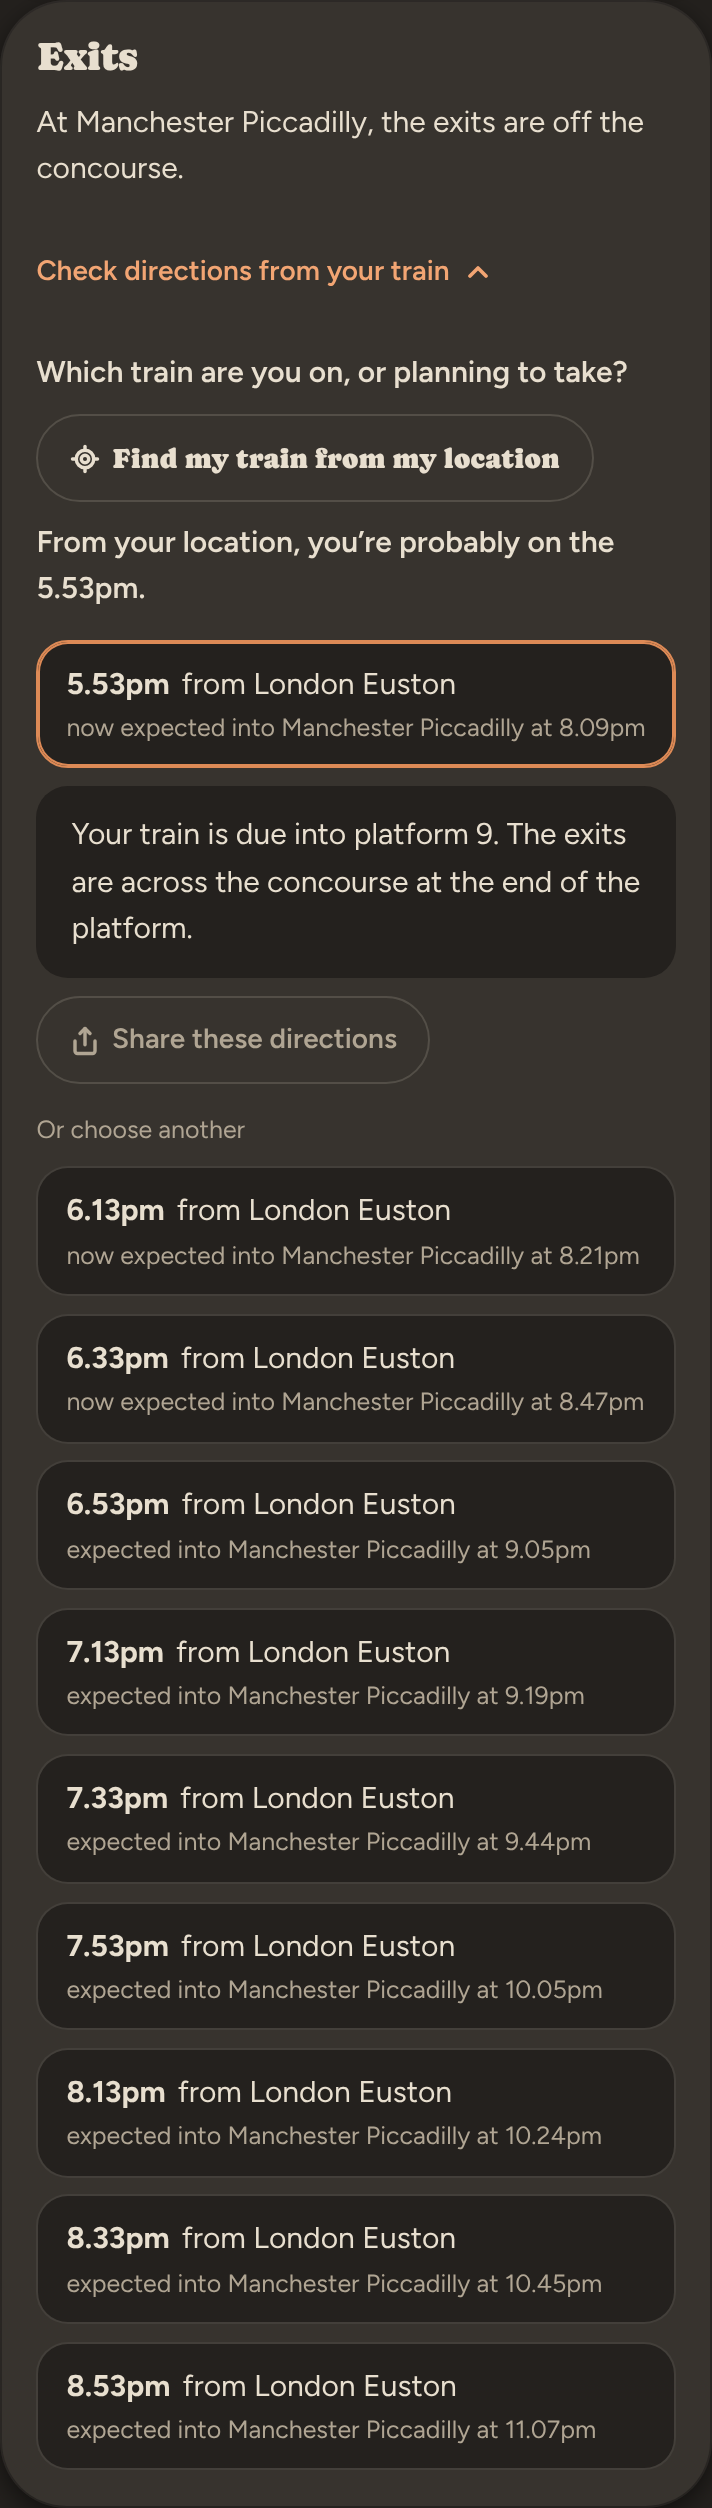 Exits
At Manchester Piccadilly, the exits are off the
concourse.
Check directions from your train
Which train are you on, or planning to take?
Find my train from my location
From your location, you’re probably on the
5.53pm.
5.53pm from London Euston
now expected into Manchester Piccadilly at 8.09pm
Your train is due into platform 9. The exits
are across the concourse at the end of the
platform.
Share these directions
Or choose another
6.13pm from London Euston
now expected into Manchester Piccadilly at 8.21pm
6.33pm from London Euston
now expected into Manchester Piccadilly at 8.47pm
6.53pm from London Euston
expected into Manchester Piccadilly at 9.05pm
7.13pm from London Euston
expected into Manchester Piccadilly at 9.19pm
7.33pm from London Euston
expected into Manchester Piccadilly at 9.44pm
7.53pm from London Euston
expected into Manchester Piccadilly at 10.05pm
8.13pm from London Euston
expected into Manchester Piccadilly at 10.24pm
8.33pm from London Euston
expected into Manchester Piccadilly at 10.45pm
8.53pm from London Euston
expected into Manchester Piccadilly at 11.07pm